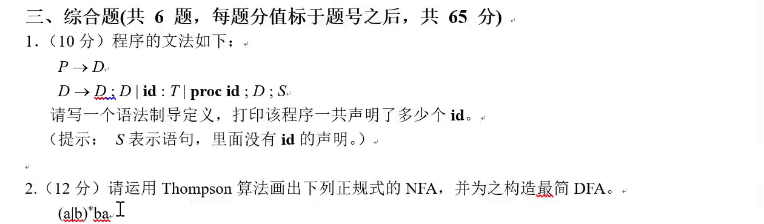 三、综合题(共 6 题，每题分值标于题号之后，共 65 分)
1.（10 分）程序的文法如下：
P → D
D → D ; D | id : T | proc id ; D ; S
请写一个语法制导定义，打印该程序一共声明了多少个 id。
（提示： S 表示语句，里面没有 id 的声明。）
2.（12 分）请运用 Thompson 算法画出下列正规式的 NFA，并为之构造最简 DFA。
(a|b)*ba